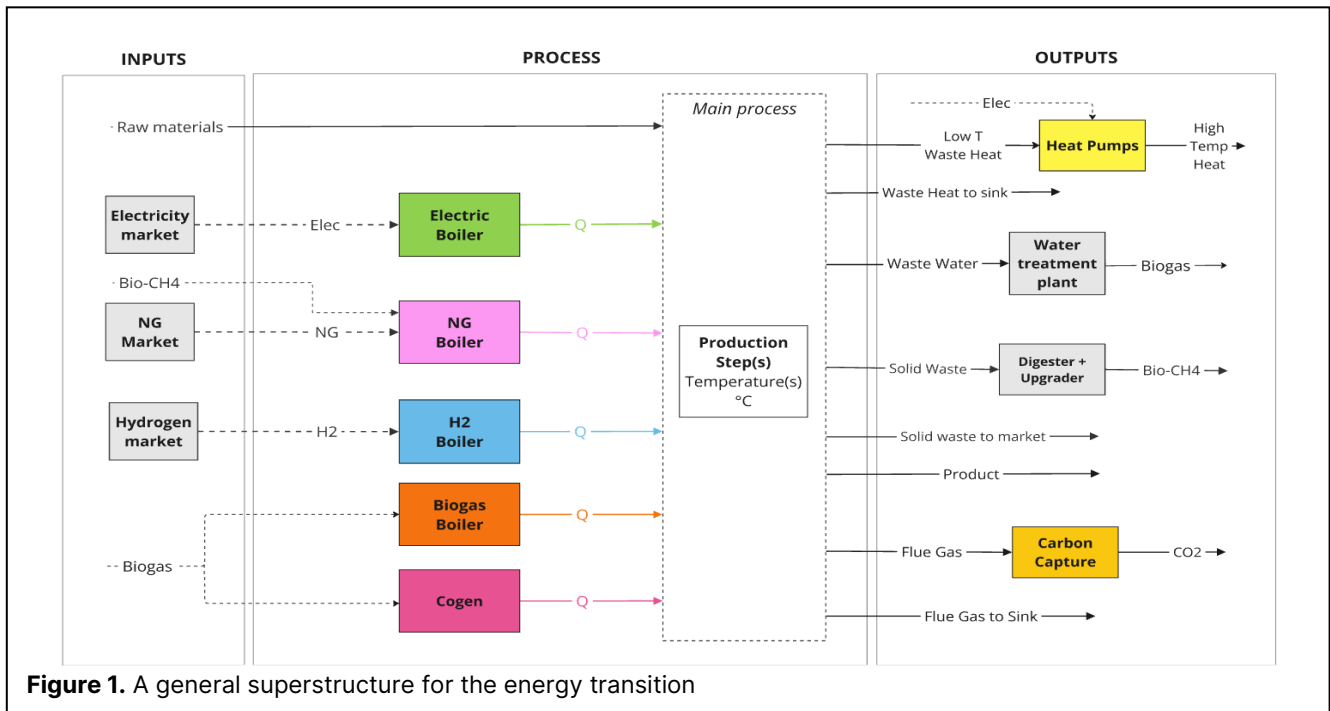 INPUTS
PROCESS
OUTPUTS
Raw materials
Electricity
market
Elec
Bio-CH4
NG
Market
NG
Hydrogen
market
H2
Biogas
Electric
Boiler
Q
NG
Boiler
Q
H2
Boiler
Q
Biogas
Boiler
Q
Cogen
Q
Main process
Production
Step(s)
Temperature(s)
°C
Elec
Low T
Waste Heat
Heat Pumps
High
Temp
Heat
Waste Heat to sink
Waste Water
Water
treatment
plant
Biogas
Solid Waste
Digester +
Upgrader
Bio-CH4
Solid waste to market
Product
Flue Gas
Carbon
Capture
CO2
Flue Gas to Sink
Figure 1. A general superstructure for the energy transition